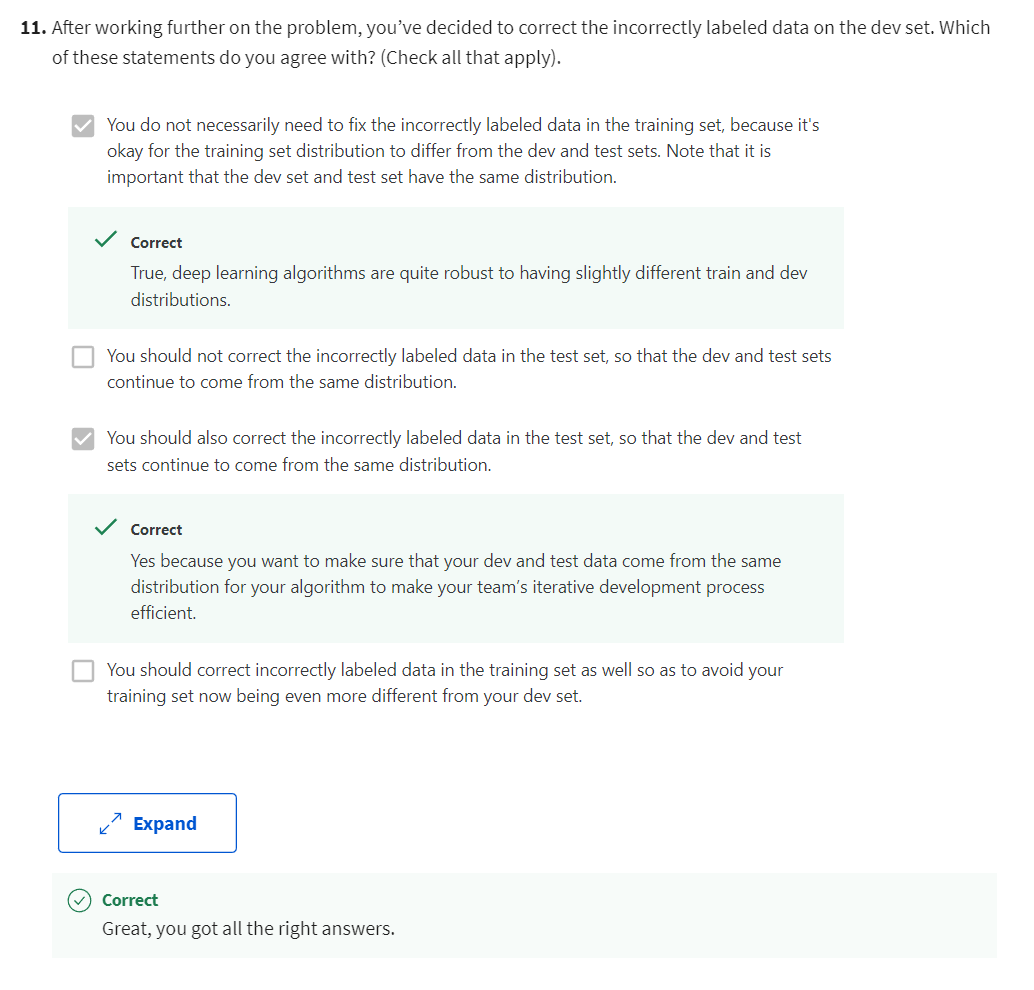 11. After working further on the problem, you’ve decided to correct the incorrectly labeled data on the dev set. Which
of these statements do you agree with? (Check all that apply).
You do not necessarily need to fix the incorrectly labeled data in the training set, because it's
okay for the training set distribution to differ from the dev and test sets. Note that it is
important that the dev set and test set have the same distribution.
Correct
True, deep learning algorithms are quite robust to having slightly different train and dev
distributions.
You should not correct the incorrectly labeled data in the test set, so that the dev and test sets
continue to come from the same distribution.
You should also correct the incorrectly labeled data in the test set, so that the dev and test
sets continue to come from the same distribution.
Correct
Yes because you want to make sure that your dev and test data come from the same
distribution for your algorithm to make your team’s iterative development process
efficient.
You should correct incorrectly labeled data in the training set as well so as to avoid your
training set now being even more different from your dev set.
Expand
Correct
Great, you got all the right answers.